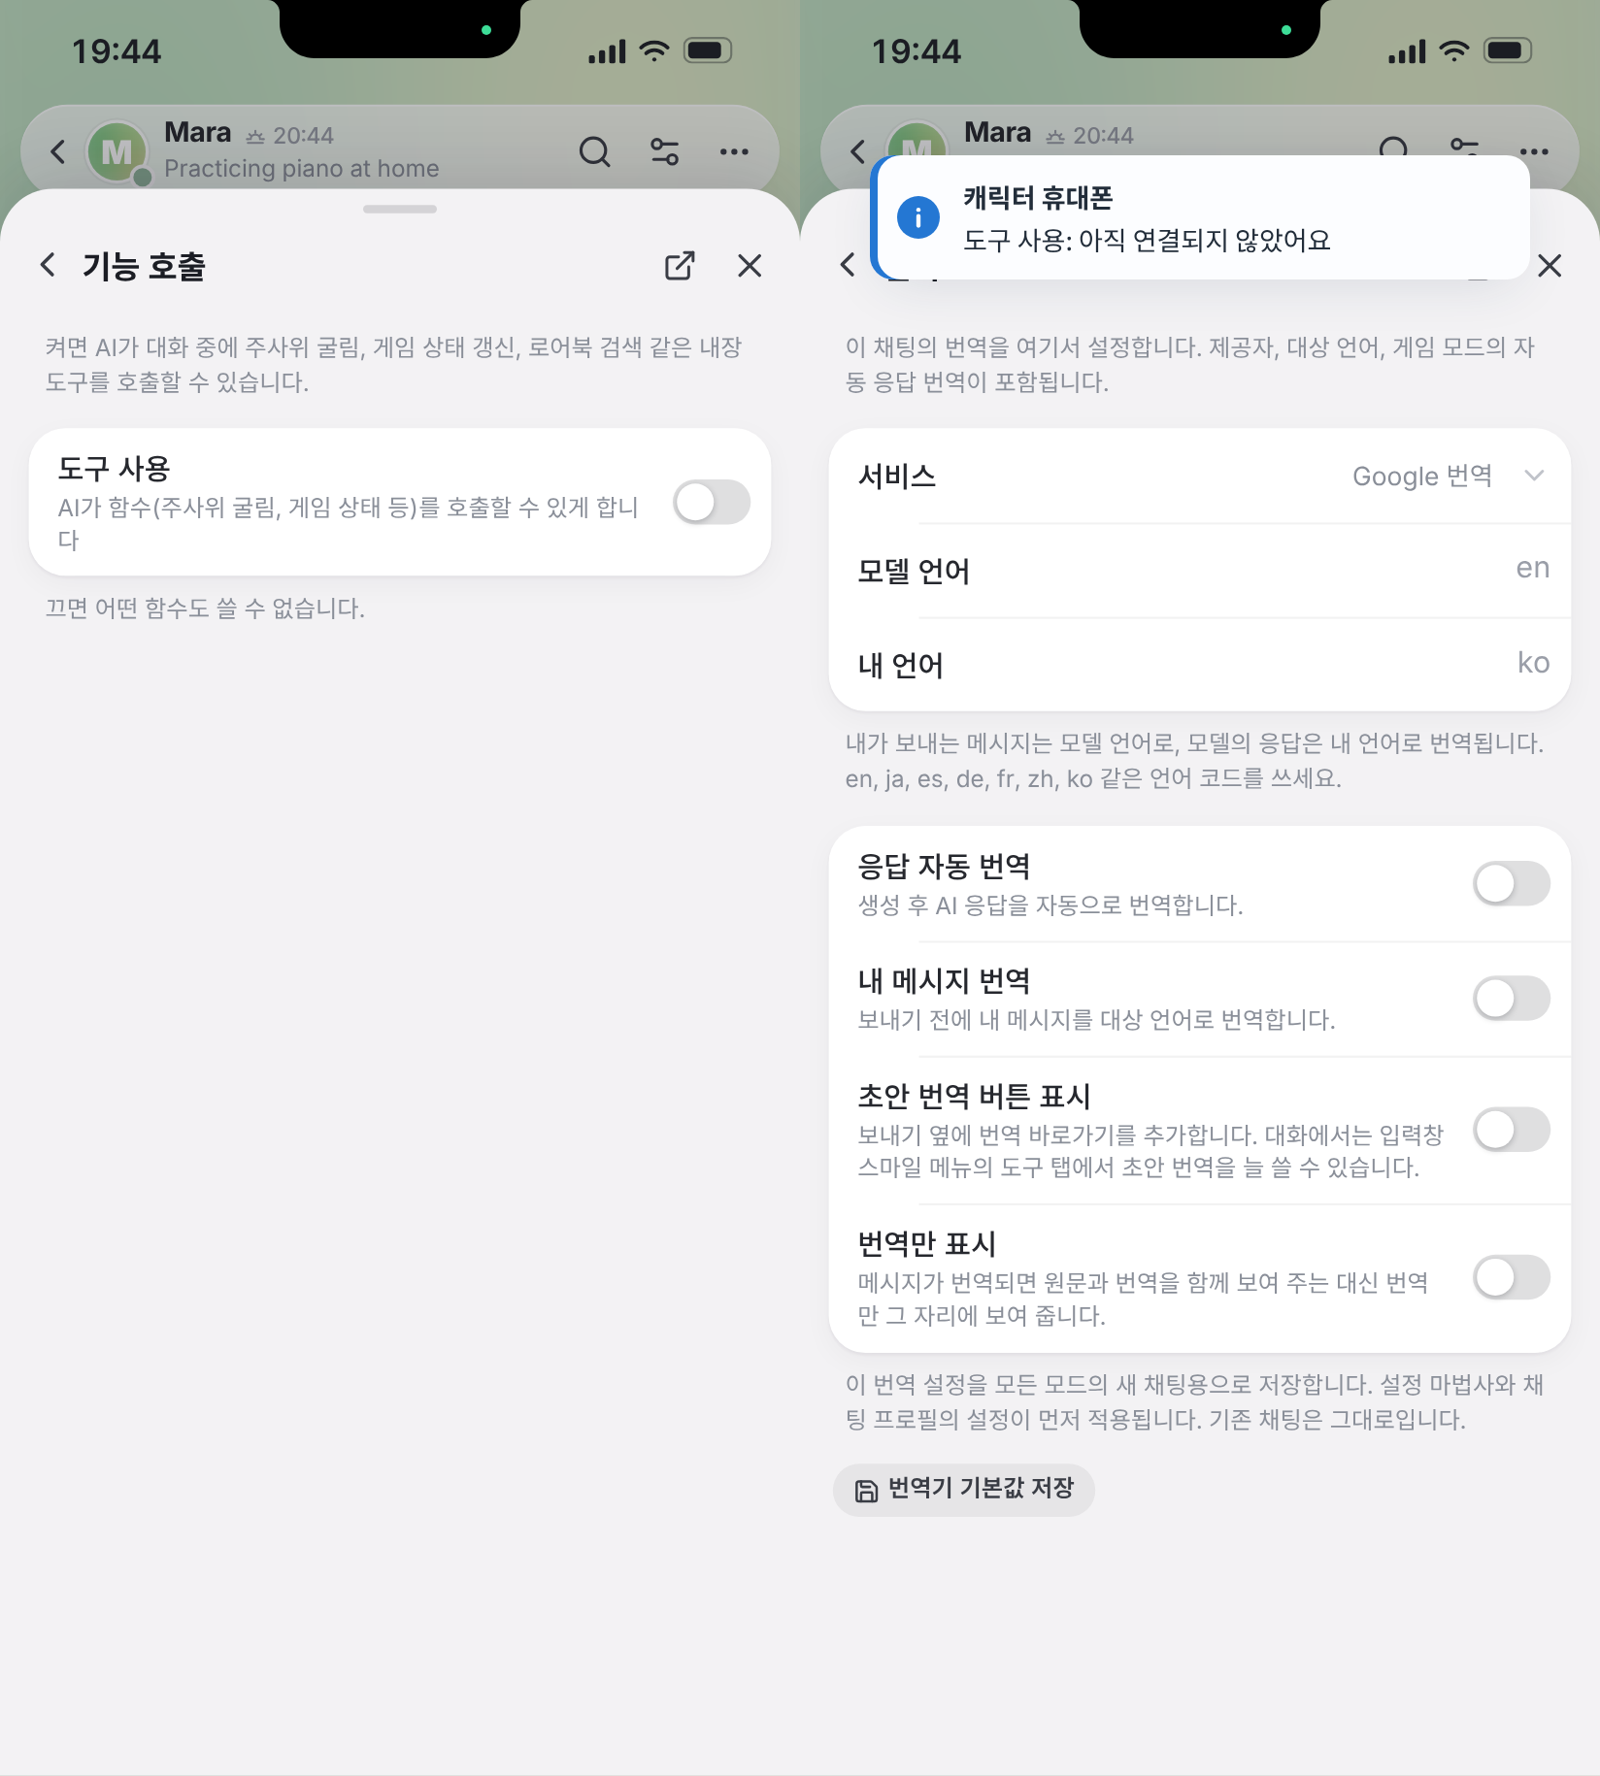 19:44
Mara 20:44
Practicing piano at home
기능 호출
켜면 AI가 대화 중에 주사위 굴림, 게임 상태 갱신, 로어북 검색 같은 내장
도구를 호출할 수 있습니다.
도구 사용
AI가 함수(주사위 굴림, 게임 상태 등)를 호출할 수 있게 합니
다
끄면 어떤 함수도 쓸 수 없습니다.
19:44
Mara 20:44
캐릭터 휴대폰
도구 사용: 아직 연결되지 않았어요
이 채팅의 번역을 여기서 설정합니다. 제공자, 대상 언어, 게임 모드의 자
동 응답 번역이 포함됩니다.
서비스
Google 번역
모델 언어
en
내 언어
ko
내가 보내는 메시지는 모델 언어로, 모델의 응답은 내 언어로 번역됩니다.
en, ja, es, de, fr, zh, ko 같은 언어 코드를 쓰세요.
응답 자동 번역
생성 후 AI 응답을 자동으로 번역합니다.
내 메시지 번역
보내기 전에 내 메시지를 대상 언어로 번역합니다.
초안 번역 버튼 표시
보내기 옆에 번역 바로가기를 추가합니다. 대화에서는 입력창
스마일 메뉴의 도구 탭에서 초안 번역을 늘 쓸 수 있습니다.
번역만 표시
메시지가 번역되면 원문과 번역을 함께 보여 주는 대신 번역
만 그 자리에 보여 줍니다.
이 번역 설정을 모든 모드의 새 채팅용으로 저장합니다. 설정 마법사와 채
팅 프로필의 설정이 먼저 적용됩니다. 기존 채팅은 그대로입니다.
번역기 기본값 저장